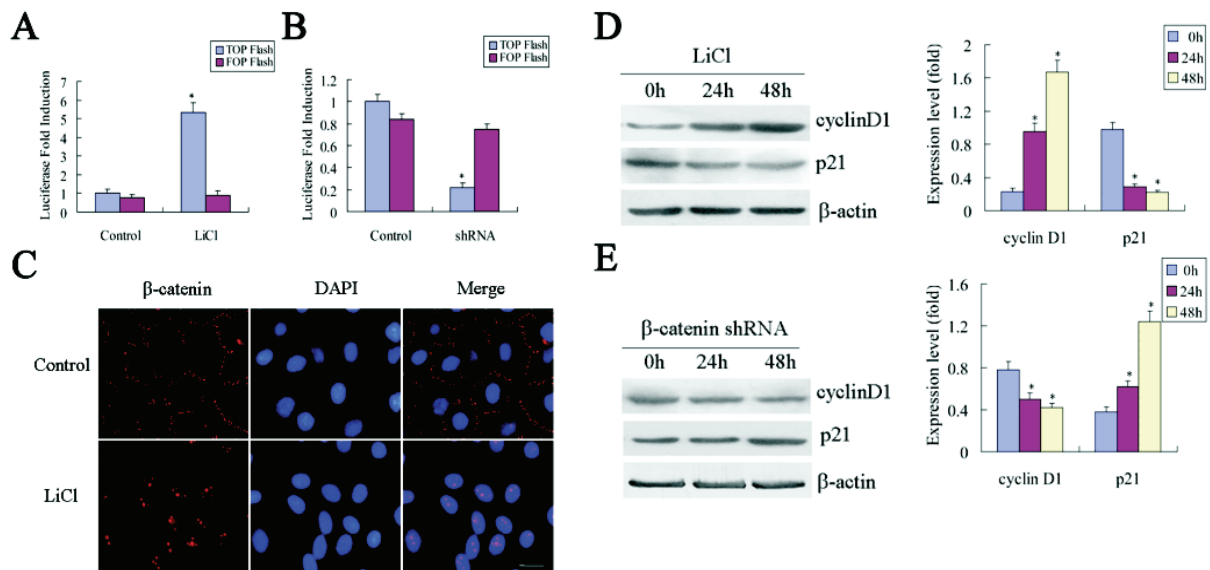 A
TOP Flash
FOP Flash
Luciferase Fold Induction
7
6
5
4
3
2
1
0
*
Control
LiCl
B
TOP Flash
FOP Flash
Luciferase Fold Induction
1.2
1
0.8
0.6
0.4
0.2
0
*
Control
shRNA
C
β-catenin
DAPI
Merge
Control
LiCl
D
LiCl
0h 24h 48h
cyclinD1
p21
β-actin
0h
24h
48h
Expression level (fold)
2
1.6
1.2
0.8
0.4
0
* * * *
cyclin D1
p21
E
β-catenin shRNA
0h 24h 48h
cyclinD1
p21
β-actin
0h
24h
48h
Expression level (fold)
1.6
1.2
0.8
0.4
0
* * * *
cyclin D1
p21